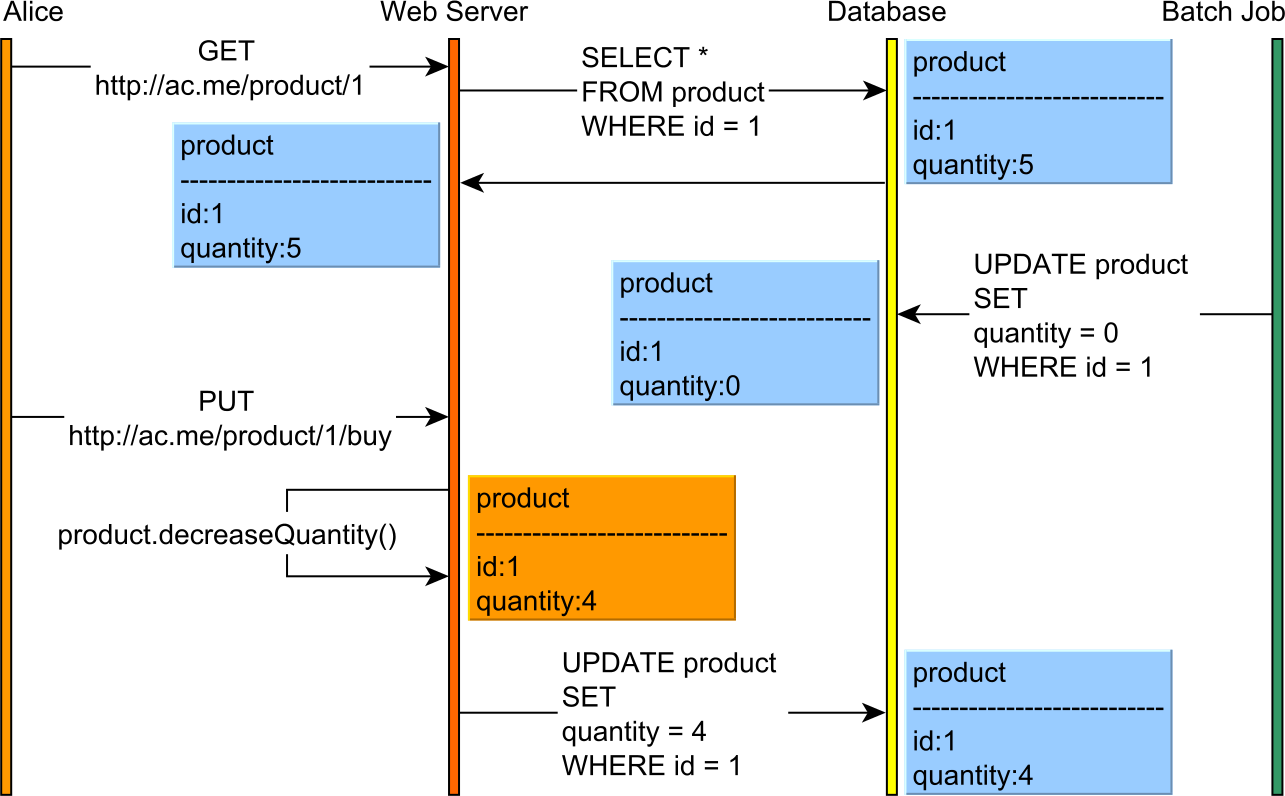 Alice
Web Server
Database
Batch Job
GET
http://ac.me/product/1
SELECT *
FROM product
WHERE id = 1
product
---------------------------
id:1
quantity:5
product
---------------------------
id:1
quantity:5
UPDATE product
SET
quantity = 0
WHERE id = 1
product
---------------------------
id:1
quantity:0
PUT
http://ac.me/product/1/buy
product.decreaseQuantity()
product
---------------------------
id:1
quantity:4
UPDATE product
SET
quantity = 4
WHERE id = 1
product
---------------------------
id:1
quantity:4